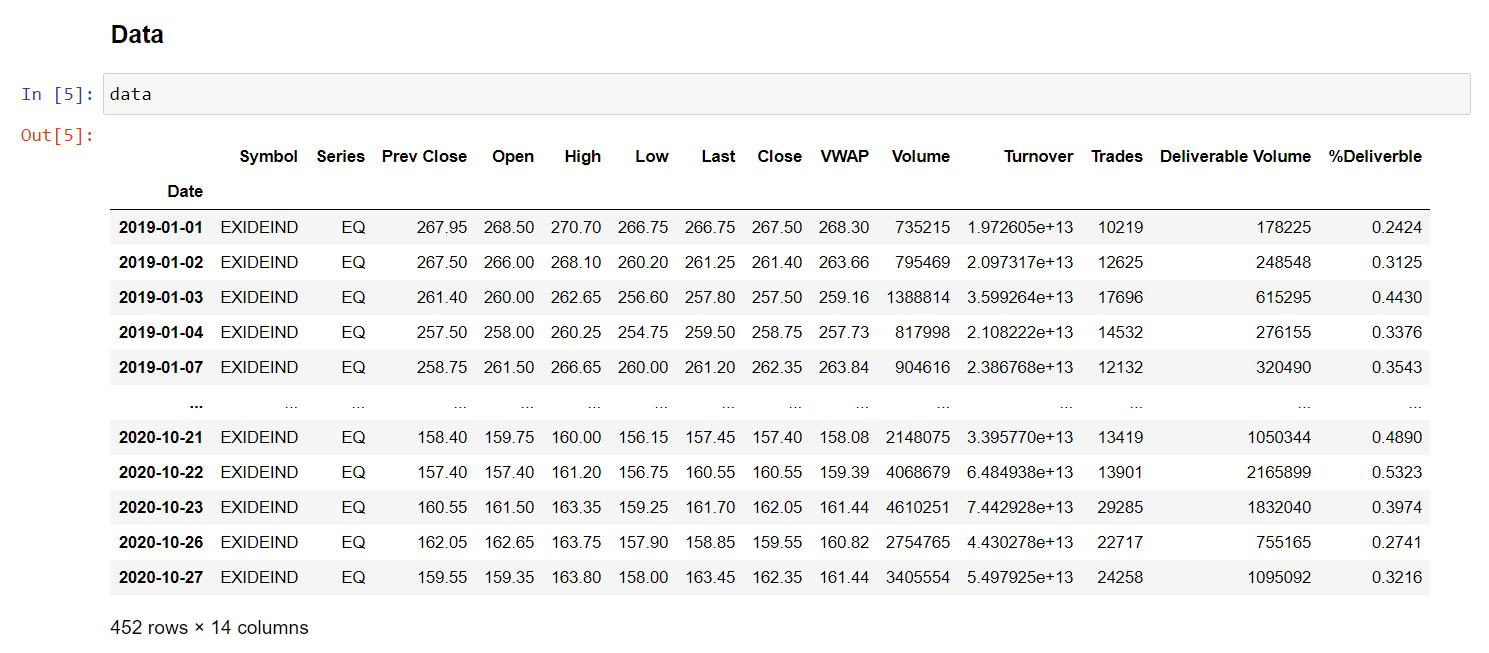 Data
In [5]: data
Out[5]:
Symbol Series Prev Close Open High Low Last Close VWAP Volume Turnover Trades Deliverable Volume %Deliverble
Date
2019-01-01 EXIDEIND EQ 267.95 268.50 270.70 266.75 266.75 267.50 268.30 735215 1.972605e+13 10219 178225 0.2424
2019-01-02 EXIDEIND EQ 267.50 266.00 268.10 260.20 261.25 261.40 263.66 795469 2.097317e+13 12625 248548 0.3125
2019-01-03 EXIDEIND EQ 261.40 260.00 262.65 256.60 257.80 257.50 259.16 1388814 3.599264e+13 17696 615295 0.4430
2019-01-04 EXIDEIND EQ 257.50 258.00 260.25 254.75 259.50 258.75 257.73 817998 2.108222e+13 14532 276155 0.3376
2019-01-07 EXIDEIND EQ 258.75 261.50 266.65 260.00 261.20 262.35 263.84 904616 2.386768e+13 12132 320490 0.3543
... ... ... ... ... ... ... ... ... ... ... ... ... ... ...
2020-10-21 EXIDEIND EQ 158.40 159.75 160.00 156.15 157.45 157.40 158.08 2148075 3.395770e+13 13419 1050344 0.4890
2020-10-22 EXIDEIND EQ 157.40 157.40 161.20 156.75 160.55 160.55 159.39 4068679 6.484938e+13 13901 2165899 0.5323
2020-10-23 EXIDEIND EQ 160.55 161.50 163.35 159.25 161.70 162.05 161.44 4610251 7.442928e+13 29285 1832040 0.3974
2020-10-26 EXIDEIND EQ 162.05 162.65 163.75 157.90 158.85 159.55 160.82 2754765 4.430278e+13 22717 755165 0.2741
2020-10-27 EXIDEIND EQ 159.55 159.35 163.80 158.00 163.45 162.35 161.44 3405554 5.497925e+13 24258 1095092 0.3216
452 rows × 14 columns